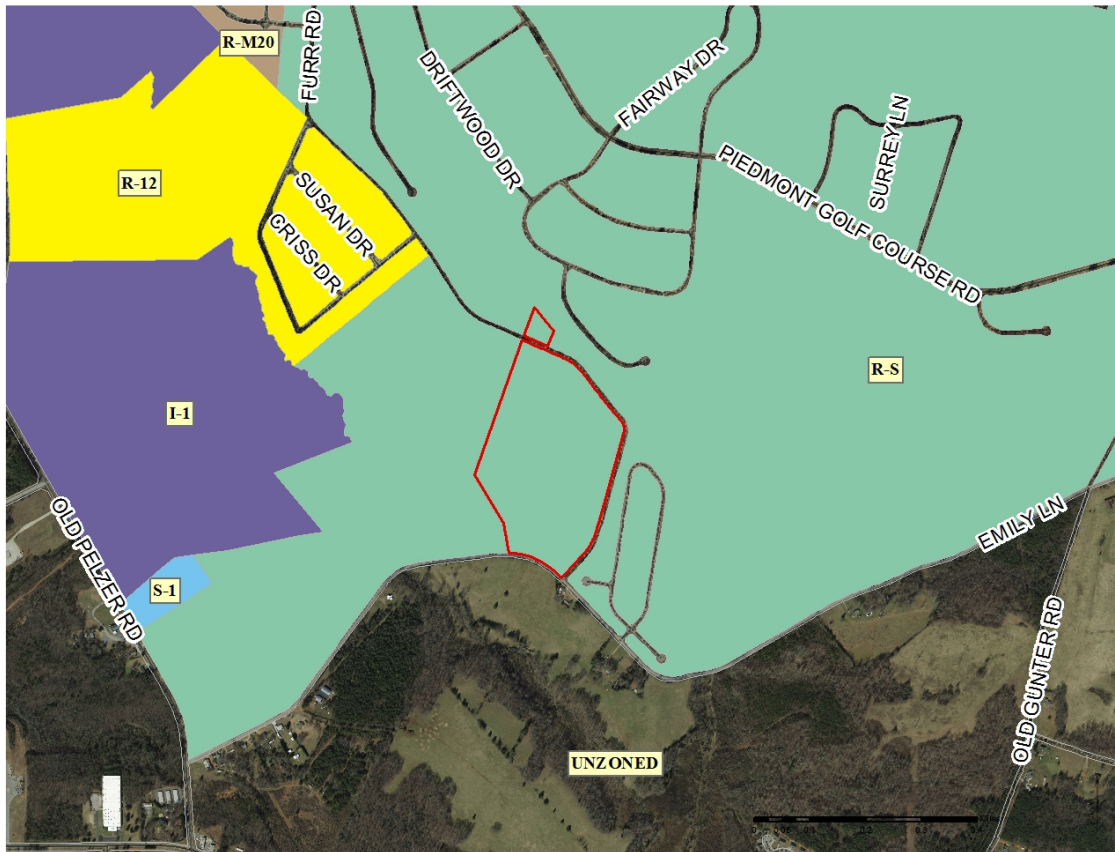 R-M20
FURR RD
DRIFTWOOD DR
FAIRWAY DR
SURREY LN
PIEDMONT GOLF COURSE RD
R-12
SUSAN DR
CRISS DR
R-S
I-1
OLD PELZER RD
S-1
EMILY LN
OLD GUNTER RD
UNZONED